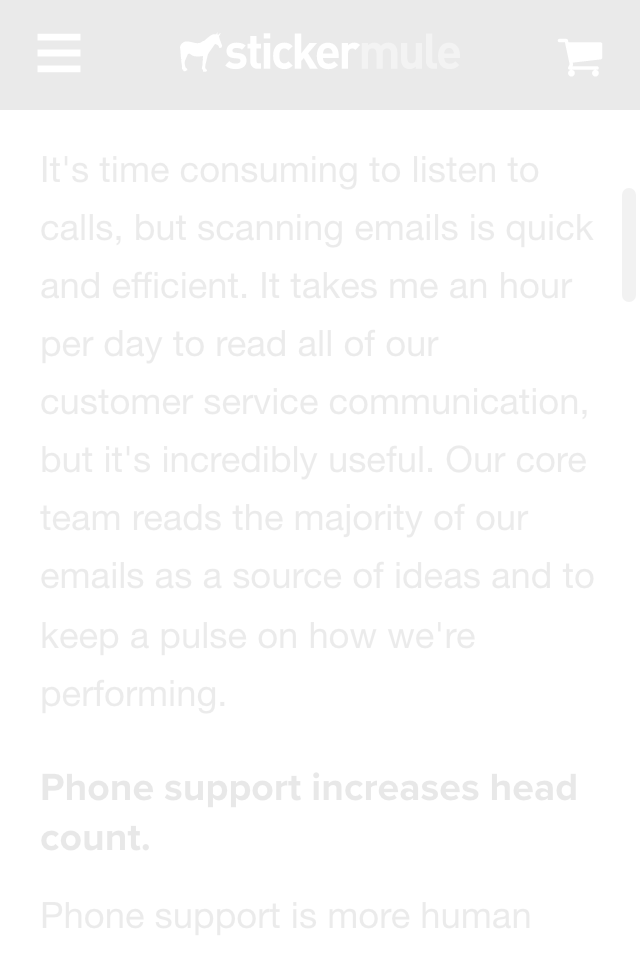 stickermule
It's time consuming to listen to
calls, but scanning emails is quick
and efficient. It takes me an hour
per day to read all of our
customer service communication,
but it's incredibly useful. Our core
team reads the majority of our
emails as a source of ideas and to
keep a pulse on how we're
performing.
Phone support increases head
count.
Phone support is more human